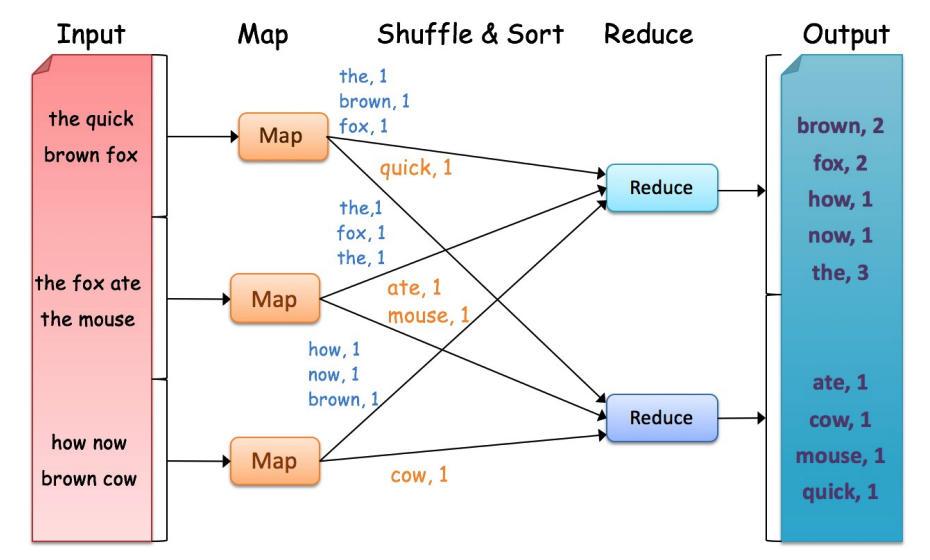 Input
Map
Shuffle & Sort
Reduce
Output
the quick
brown fox
the fox ate
the mouse
how now
brown cow
Map
Map
Map
the, 1
brown, 1
fox, 1
quick, 1
the,1
fox, 1
the, 1
ate, 1
mouse, 1
how, 1
now, 1
brown, 1
cow, 1
Reduce
Reduce
brown, 2
fox, 2
how, 1
now, 1
the, 3
ate, 1
cow, 1
mouse, 1
quick, 1